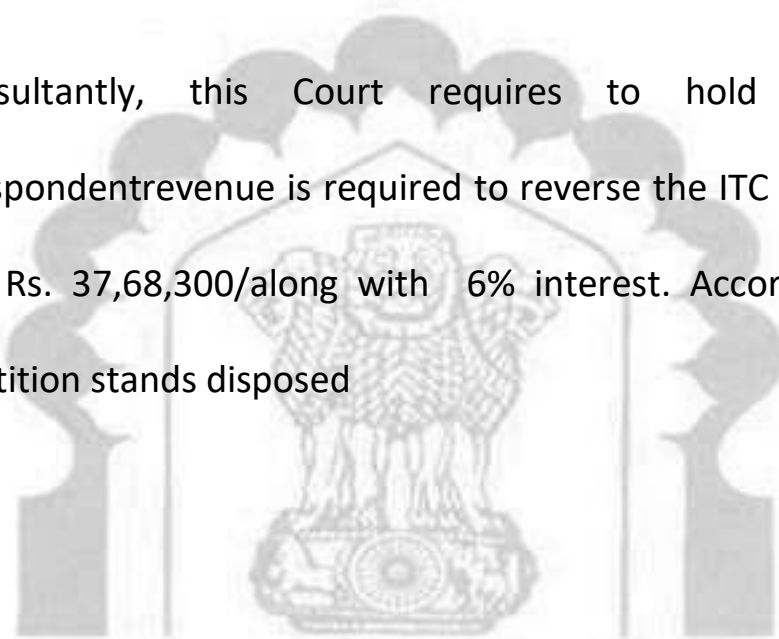 sultantly, this Court requires to hold
spondentrevenue is required to reverse the ITC
Rs. 37,68,300/along with 6% interest. Accor
tition stands disposed